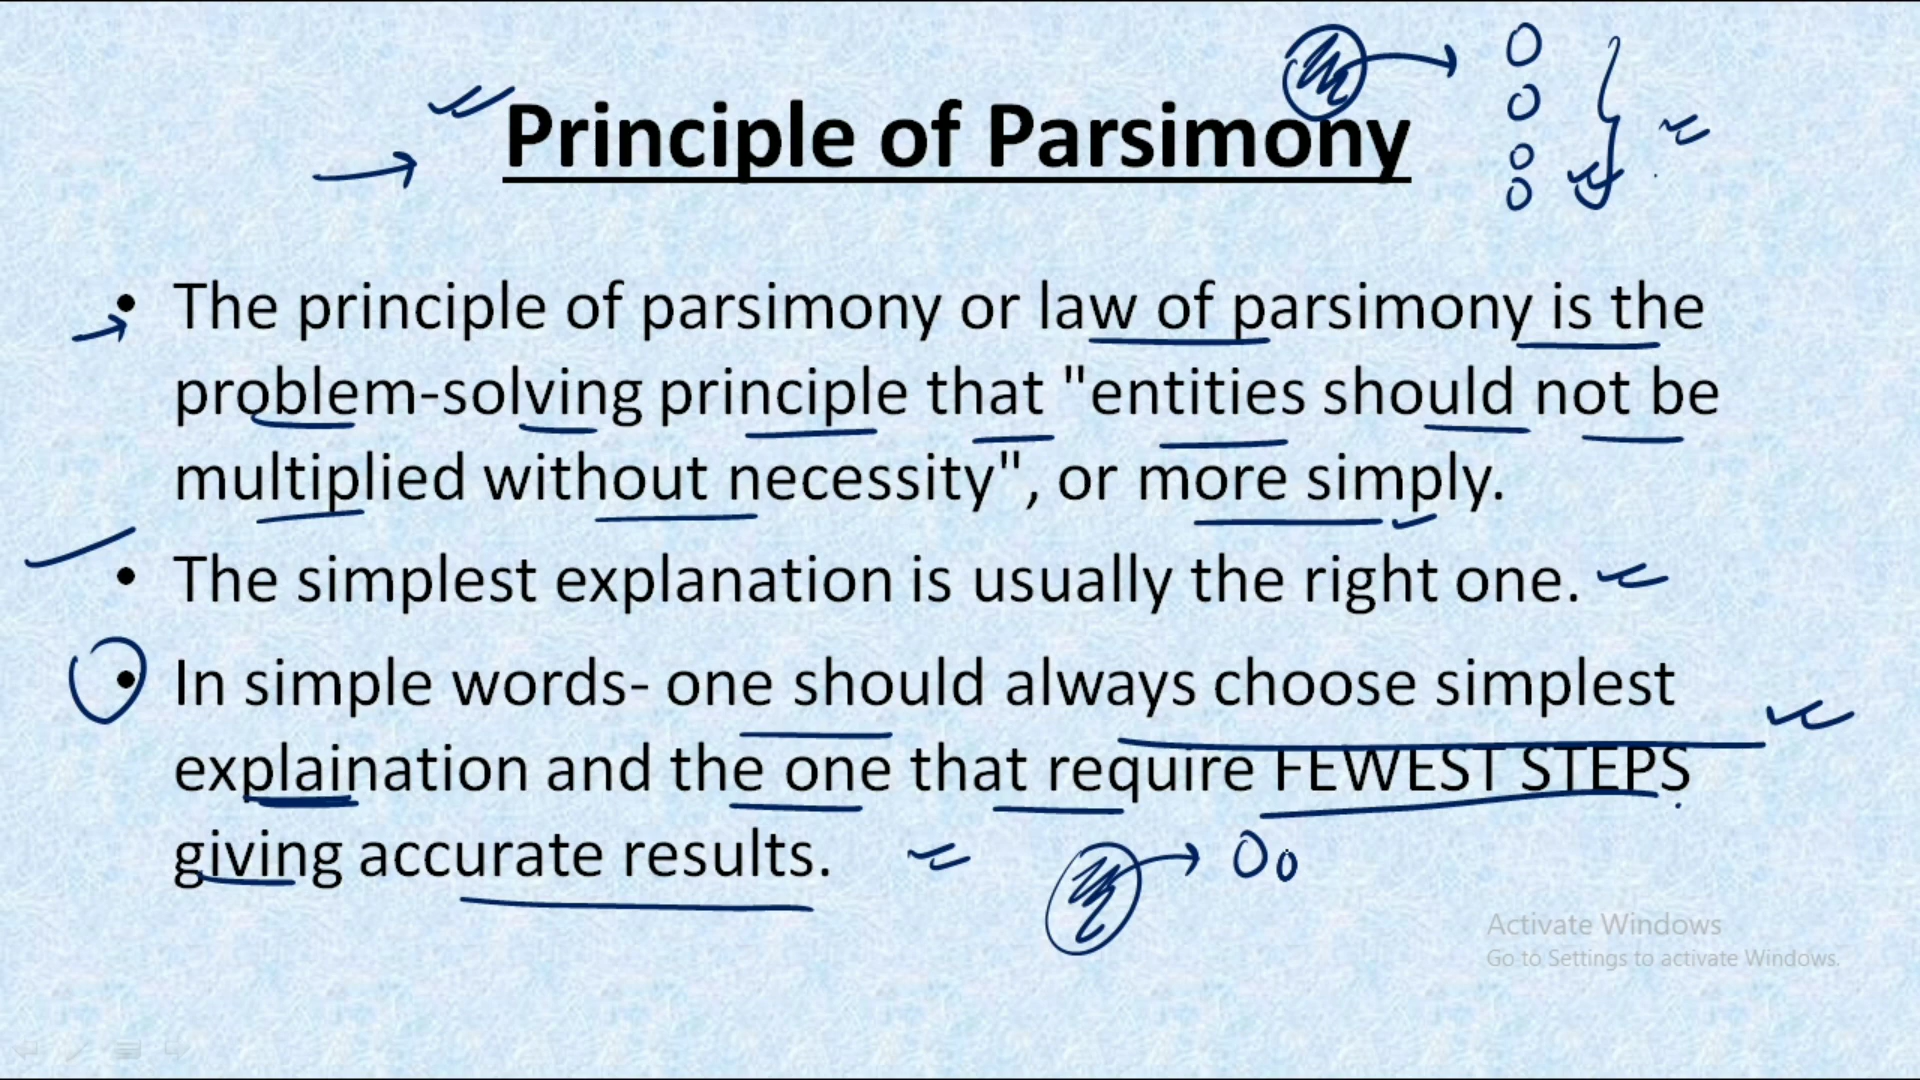 Principle of Parsimony
• The principle of parsimony or law of parsimony is the
problem-solving principle that "entities should not be
multiplied without necessity", or more simply.
• The simplest explanation is usually the right one.
• In simple words- one should always choose simplest
explaination and the one that require FEWEST STEPS
giving accurate results.
Activate Windows
Go to Settings to activate Windows.